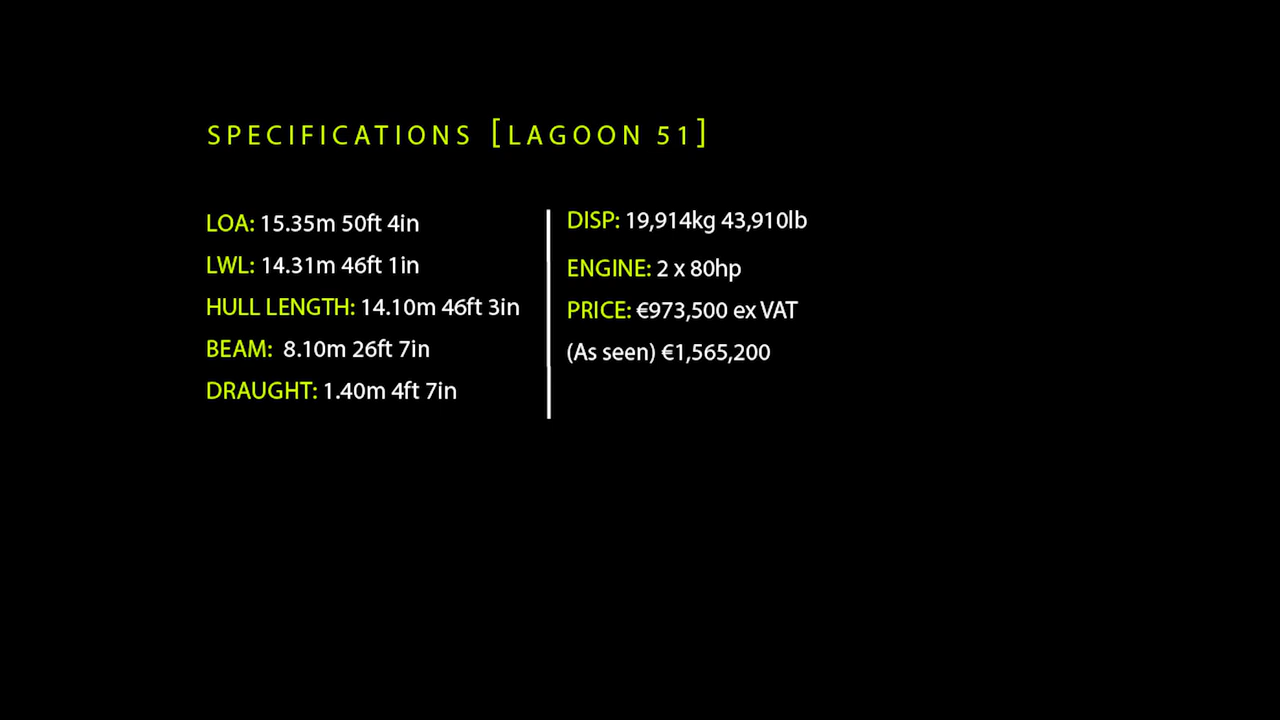 SPECIFICATIONS [LAGOON 51]
LOA: 15.35m 50ft 4in
LWL: 14.31m 46ft 1in
HULL LENGTH: 14.10m 46ft 3in
BEAM: 8.10m 26ft 7in
DRAUGHT: 1.40m 4ft 7in
DISP: 19,914kg 43,910lb
ENGINE: 2 x 80hp
PRICE: €973,500 ex VAT
(As seen) €1,565,200